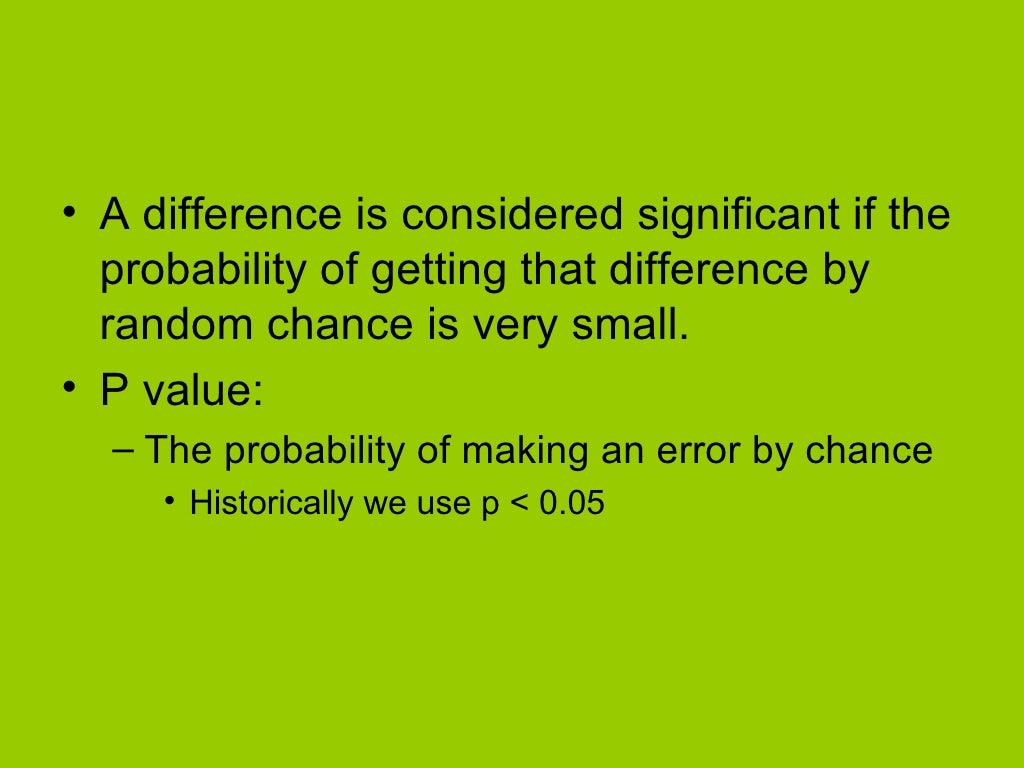 • A difference is considered significant if the
probability of getting that difference by
random chance is very small.
• P value:
– The probability of making an error by chance
• Historically we use p < 0.05